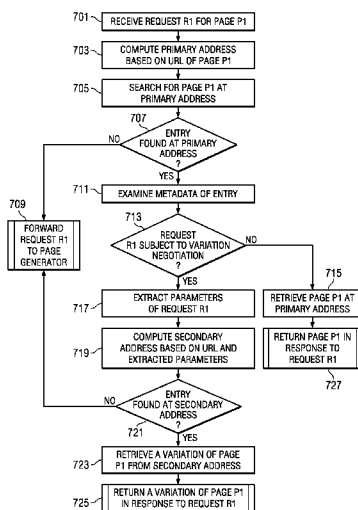 701
RECEIVE REQUEST R1 FOR PAGE P1
703
COMPUTE PRIMARY ADDRESS
BASED ON URL OF PAGE P1
705
SEARCH FOR PAGE P1 AT
PRIMARY ADDRESS
707
ENTRY
FOUND AT PRIMARY
ADDRESS
?
NO
YES
711
EXAMINE METADATA OF ENTRY
709
FORWARD
REQUEST R1
TO PAGE
GENERATOR
713
REQUEST
R1 SUBJECT TO VARIATION
NEGOTIATION
?
NO
YES
715
RETRIEVE PAGE P1 AT
PRIMARY ADDRESS
717
EXTRACT PARAMETERS
OF REQUEST R1
719
COMPUTE SECONDARY
ADDRESS BASED ON URL AND
EXTRACTED PARAMETERS
RETURN PAGE P1 IN
RESPONSE TO
REQUEST R1
727
ENTRY
FOUND AT SECONDARY
ADDRESS
?
NO
721
YES
723
RETRIEVE A VARIATION OF PAGE
P1 FROM SECONDARY ADDRESS
725
RETURN A VARIATION OF PAGE P1
IN RESPONSE TO REQUEST R1